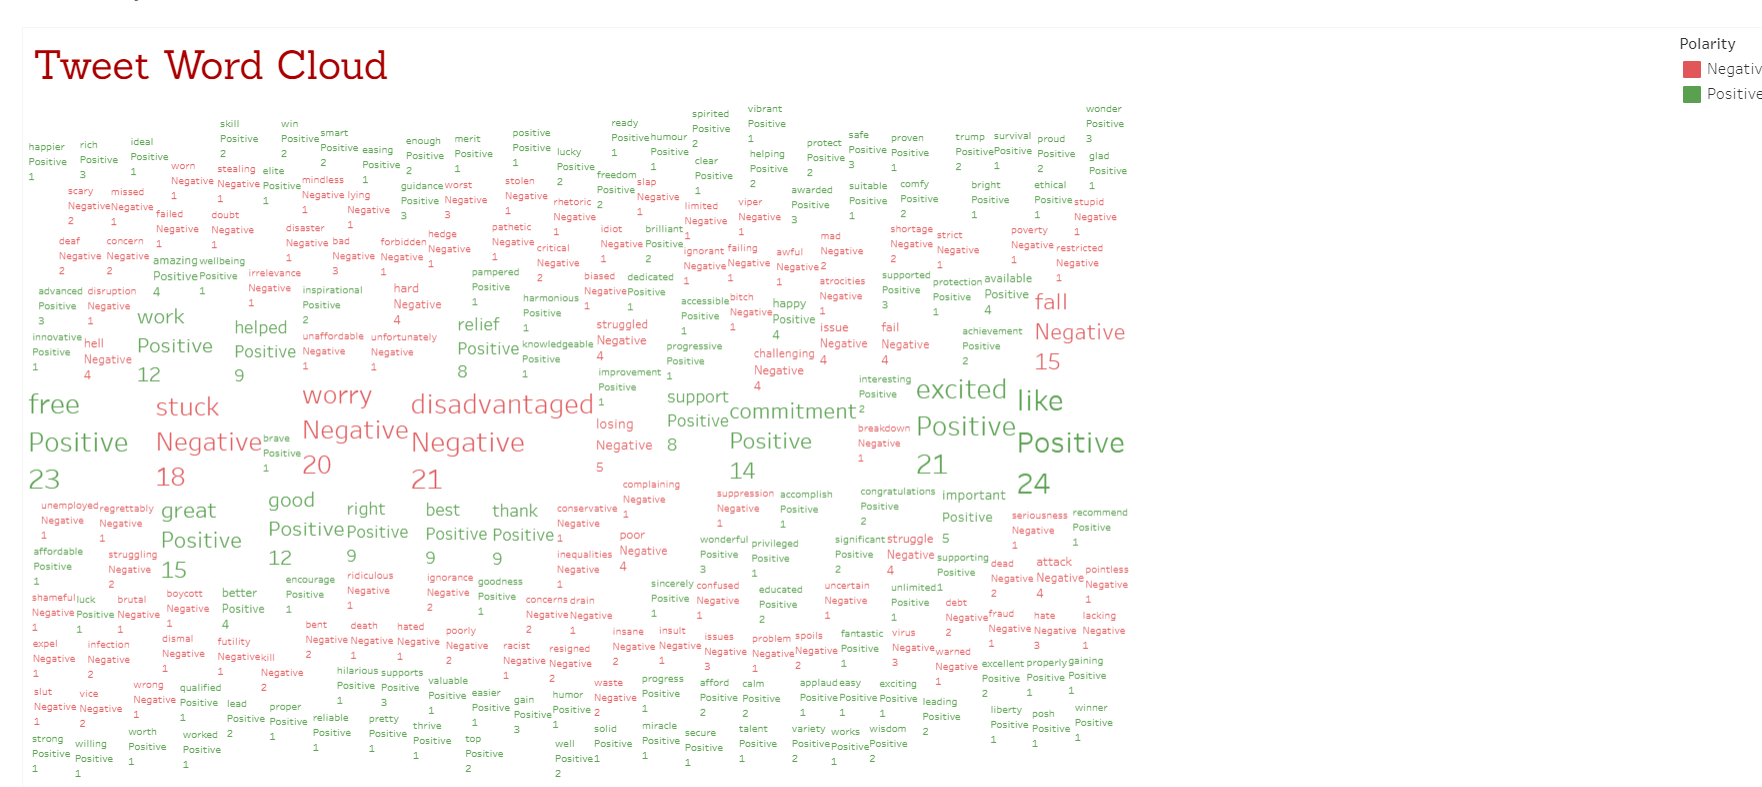 Tweet Word Cloud
Polarity
Negativ
Positive
happier
Positive
1
rich
Positive
3
ideal
Positive
1
skill
Positive
2
win
Positive
2
smart
Positive
2
easing
Positive
1
enough
Positive
2
merit
Positive
1
positive
Positive
1
lucky
Positive
2
ready
Positive
1
humour
Positive
1
spirited
Positive
2
vibrant
Positive
1
clear
Positive
1
helping
Positive
2
protect
Positive
2
safe
Positive
3
proven
Positive
1
trump
Positive
2
survival
Positive
1
proud
Positive
2
wonder
Positive
3
glad
Positive
1
worn
Negative
1
stealing
Negative
1
elite
Positive
1
mindless
Negative
1
lying
Negative
1
guidance
Positive
3
worst
Negative
3
stolen
Negative
1
rhetoric
Negative
1
freedom
Positive
2
slap
Negative
1
limited
Negative
1
viper
Negative
1
awarded
Positive
3
suitable
Positive
1
comfy
Positive
2
bright
Positive
1
ethical
Positive
1
stupid
Negative
1
scary
Negative
2
missed
Negative
1
failed
Negative
1
doubt
Negative
1
disaster
Negative
1
bad
Negative
3
forbidden
Negative
1
hedge
Negative
1
pathetic
Negative
1
critical
Negative
2
idiot
Negative
1
brilliant
Positive
2
ignorant
Negative
1
failing
Negative
1
awful
Negative
1
mad
Negative
2
shortage
Negative
2
strict
Negative
1
poverty
Negative
1
restricted
Negative
1
deaf
Negative
2
concern
Negative
2
amazing
Positive
4
wellbeing
Positive
1
irrelevance
Negative
1
inspirational
Positive
2
hard
Negative
4
pampered
Positive
1
harmonious
Positive
1
biased
Negative
1
dedicated
Positive
1
accessible
Positive
1
bitch
Negative
1
happy
Positive
4
atrocities
Negative
1
supported
Positive
3
protection
Positive
1
available
Positive
4
fall
Negative
15
advanced
Positive
3
disruption
Negative
1
work
Positive
12
helped
Positive
9
unaffordable
Negative
1
unfortunately
Negative
1
relief
Positive
8
knowledgeable
Positive
1
struggled
Negative
4
progressive
Positive
1
challenging
Negative
4
issue
Negative
4
fail
Negative
4
achievement
Positive
2
innovative
Positive
1
hell
Negative
4
improvement
Positive
1
free
Positive
23
stuck
Negative
18
brave
Positive
1
worry
Negative
20
disadvantaged
Negative
21
losing
Negative
5
support
Positive
8
commitment
Positive
14
interesting
Positive
2
breakdown
Negative
1
excited
Positive
21
like
Positive
24
unemployed
Negative
1
regrettably
Negative
1
great
Positive
15
good
Positive
12
right
Positive
9
best
Positive
9
thank
Positive
9
conservative
Negative
1
complaining
Negative
1
suppression
Negative
1
accomplish
Positive
1
congratulations
Positive
2
important
Positive
5
seriousness
Negative
1
recommend
Positive
1
affordable
Positive
1
struggling
Negative
2
inequalities
Negative
1
poor
Negative
4
wonderful
Positive
3
privileged
Positive
1
significant
Positive
2
struggle
Negative
4
supporting
Positive
1
dead
Negative
2
attack
Negative
4
pointless
Negative
1
shameful
Negative
1
luck
Positive
1
brutal
Negative
1
boycott
Negative
1
better
Positive
4
encourage
Positive
1
ridiculous
Negative
1
ignorance
Negative
2
goodness
Positive
1
concerns
Negative
2
drain
Negative
1
sincerely
Positive
1
confused
Negative
1
educated
Positive
2
uncertain
Negative
1
unlimited
Positive
1
debt
Negative
2
fraud
Negative
1
hate
Negative
3
lacking
Negative
1
expel
Negative
1
infection
Negative
2
dismal
Negative
1
futility
Negative
1
kill
Negative
2
bent
Negative
2
death
Negative
1
hated
Negative
1
poorly
Negative
2
racist
Negative
1
resigned
Negative
2
insane
Negative
2
insult
Negative
1
issues
Negative
3
problem
Negative
1
spoils
Negative
2
fantastic
Positive
1
virus
Negative
3
warned
Negative
1
excellent
Positive
2
properly
Positive
1
gaining
Positive
1
slut
Negative
1
vice
Negative
2
wrong
Negative
1
qualified
Positive
1
lead
Positive
2
proper
Positive
1
hilarious
Positive
1
supports
Positive
3
valuable
Positive
1
easier
Positive
1
gain
Positive
3
humor
Positive
1
waste
Negative
2
progress
Positive
1
afford
Positive
2
calm
Positive
2
applaud
Positive
1
easy
Positive
1
exciting
Positive
1
leading
Positive
2
liberty
Positive
1
posh
Positive
1
winner
Positive
1
strong
Positive
1
willing
Positive
1
worth
Positive
1
worked
Positive
1
reliable
Positive
1
pretty
Positive
1
thrive
Positive
1
top
Positive
2
well
Positive
2
solid
Positive
1
miracle
Positive
1
secure
Positive
1
talent
Positive
1
variety
Positive
2
works
Positive
1
wisdom
Positive
2